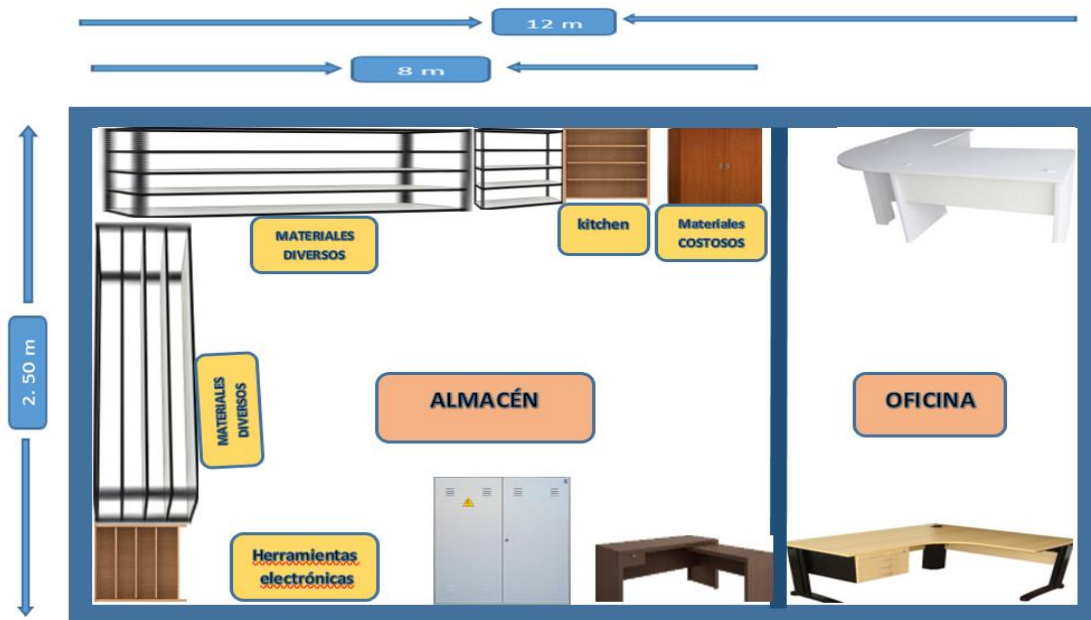 12 m
8 m
2. 50 m
MATERIALES
DIVERSOS
kitchen
Materiales
COSTOSOS
MATERIALES
DIVERSOS
ALMACÉN
OFICINA
Herramientas
electrónicas